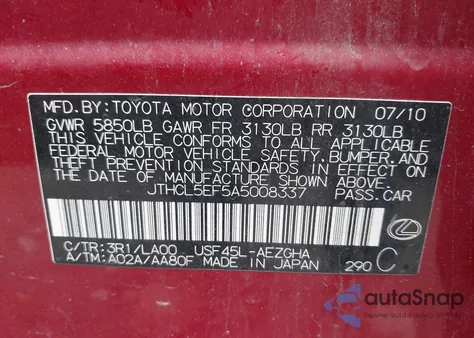 MFD. BY: TOYOTA MOTOR CORPORATION 07/10
GVWR 5850LB GAWR FR 3130LB RR 3130LB
THIS VEHICLE CONFORMS TO ALL APPLICABLE
FEDERAL MOTOR VEHICLE SAFETY, BUMPER, AND
THEFT PREVENTION STANDARDS IN EFFECT ON
THE DATE OF MANUFACTURE SHOWN ABOVE.
JTHCL5EF5A5008337 PASS. CAR
C/TR: 3R1/LA00 USF45L-AEZGHA
A/TM: A02A/AA80F MADE IN JAPAN 290 C
autoSnap